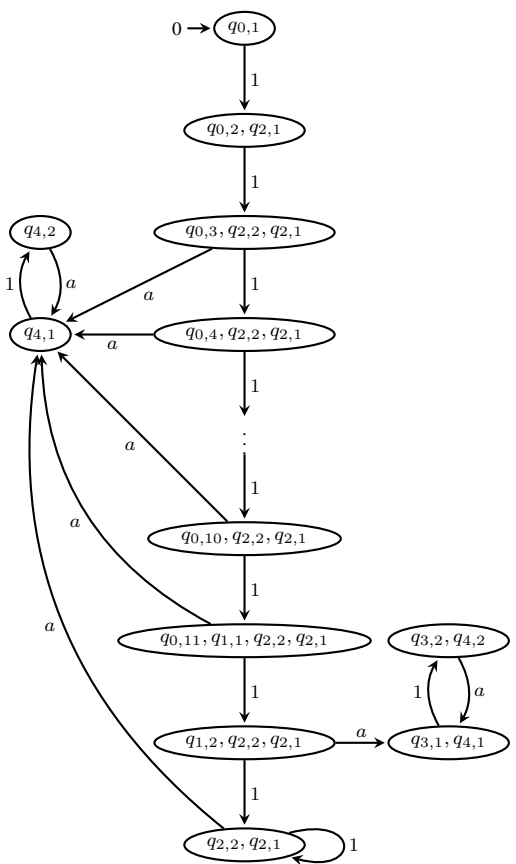 0 q0,1
1
q0,2, q2,1
1
q4,2 q0,3, q2,2, q2,1
1 a a 1
q4,1 q0,4, q2,2, q2,1
a
1
⋮
a 1
q0,10, q2,2, q2,1
a 1
q0,11, q1,1, q2,2, q2,1 q3,2, q4,2
a 1 1 a
q1,2, q2,2, q2,1 a q3,1, q4,1
1
q2,2, q2,1 1